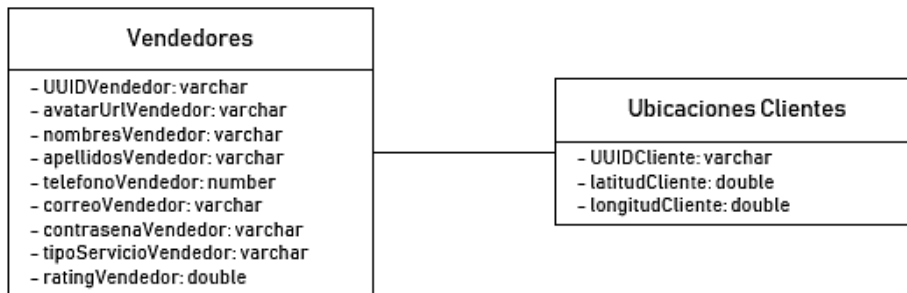 Vendedores
- UUIDVendedor: varchar
- avatarUrlVendedor: varchar
- nombresVendedor: varchar
- apellidosVendedor: varchar
- telefonoVendedor: number
- correoVendedor: varchar
- contrasenaVendedor: varchar
- tipoServicioVendedor: varchar
- ratingVendedor: double
Ubicaciones Clientes
- UUIDCliente: varchar
- latitudCliente: double
- longitudCliente: double